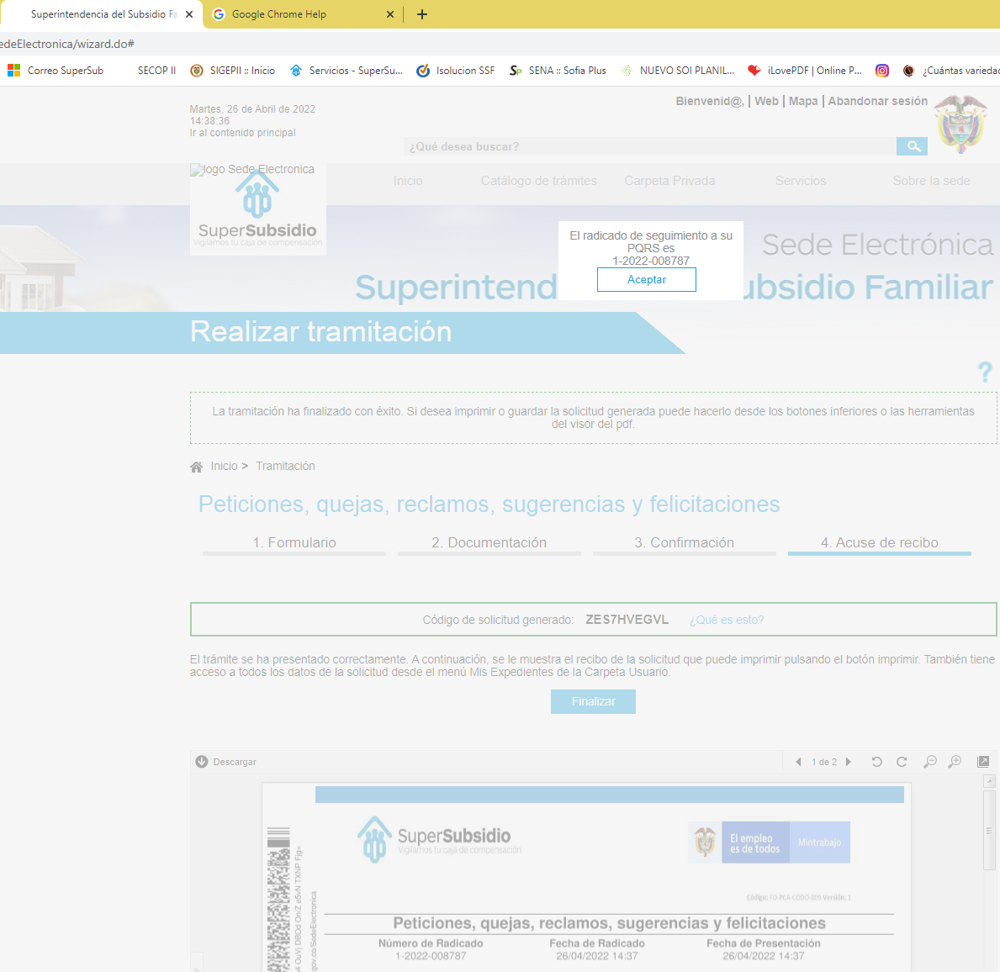 Superintendencia del Subsidio Fa
Google Chrome Help
edeElectronica/wizard.do#
Correo SuperSub
SECOP II
SIGEPII :: Inicio
Servicios - SuperSu...
Isolucion SSF
SENA :: Sofia Plus
NUEVO SOI PLANIL...
iLovePDF | Online P...
¿Cuántas variedad
Martes, 26 de Abril de 2022
14:38:36
Ir al contenido principal
Bienvenid@, | Web | Mapa | Abandonar sesión
¿Qué desea buscar?
logo Sede Electronica
SuperSubsidio
Vigilamos tu caja de compensación
Inicio
Catálogo de trámites
Carpeta Privada
Servicios
Sobre la sede
El radicado de seguimiento a su
PQRS es
1-2022-008787
Aceptar
Sede Electrónica
Superintend
ubsidio Familiar
Realizar tramitación
?
La tramitación ha finalizado con éxito. Si desea imprimir o guardar la solicitud generada puede hacerlo desde los botones inferiores o las herramientas
del visor del pdf.
Inicio > Tramitación
Peticiones, quejas, reclamos, sugerencias y felicitaciones
1. Formulario
2. Documentación
3. Confirmación
4. Acuse de recibo
Código de solicitud generado: ZES7HVEGVL ¿Qué es esto?
El trámite se ha presentado correctamente. A continuación, se le muestra el recibo de la solicitud que puede imprimir pulsando el botón imprimir. También tiene
acceso a todos los datos de la solicitud desde el menú Mis Expedientes de la Carpeta Usuario.
Finalizar
Descargar
1 de 2
SuperSubsidio
Vigilamos tu caja de compensación
El empleo
es de todos
Mintrabajo
Código: FO-PCA-CODO-008 Versión: 1
Peticiones, quejas, reclamos, sugerencias y felicitaciones
Número de Radicado
Fecha de Radicado
Fecha de Presentación
1-2022-008787
26/04/2022 14:37
26/04/2022 14:37
gov.co/SedeElectronica